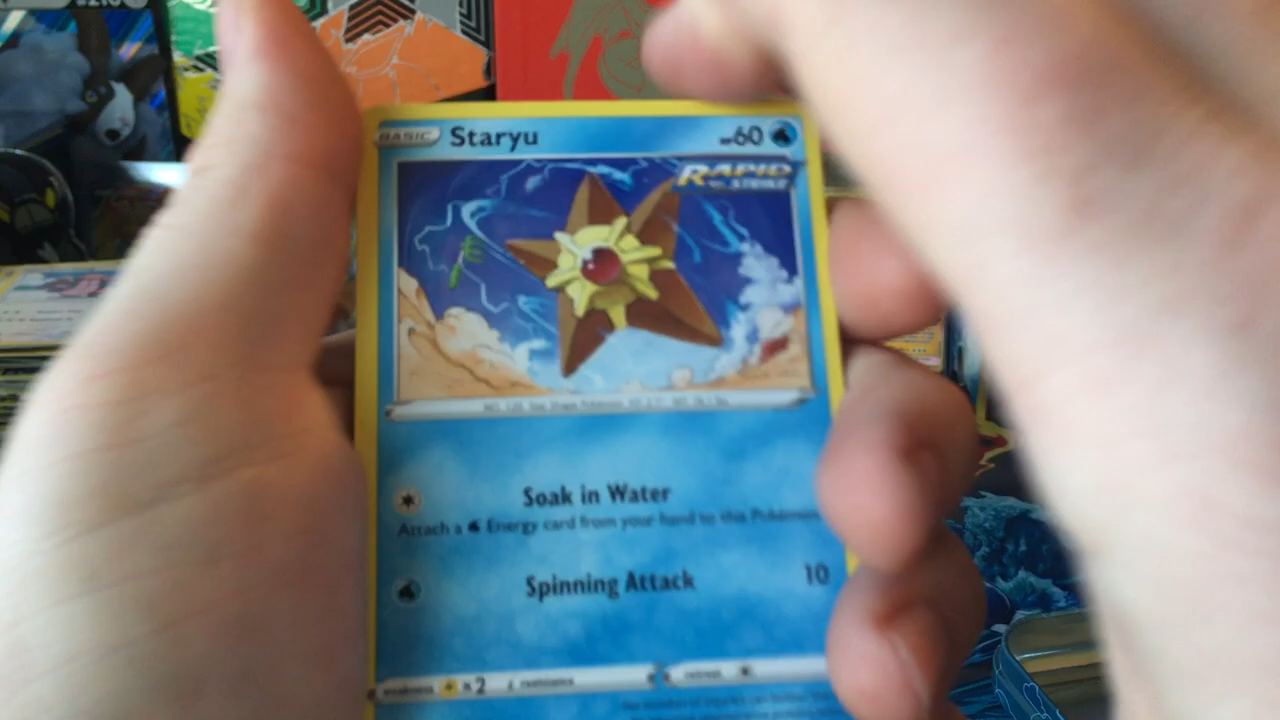 BASIC Staryu HP60
RAPID
STRIKE
Soak in Water
Attach a Energy card from your hand to this Pokémon
Spinning Attack 10
weakness ×2 resistance retreat